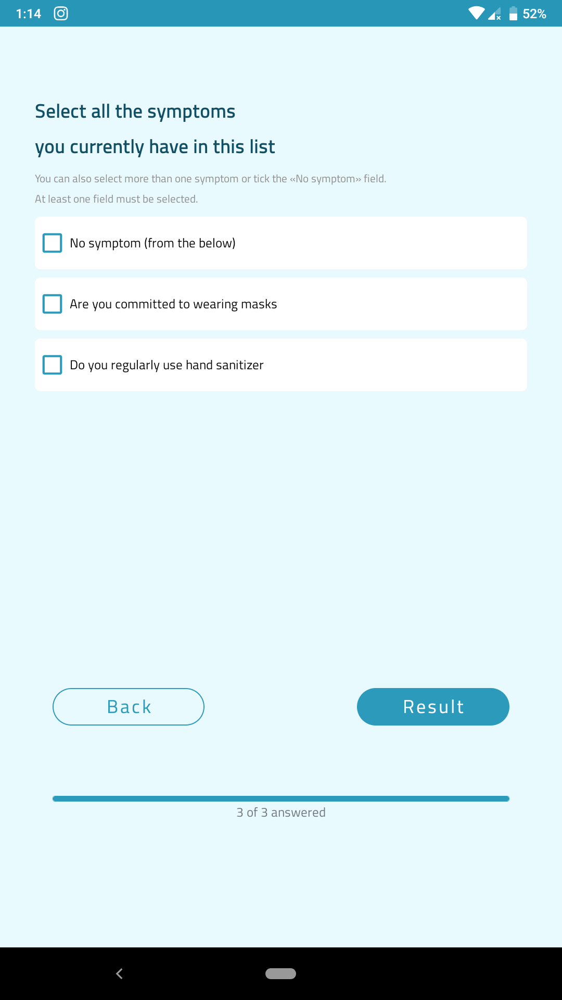 1:14
52%
Select all the symptoms
you currently have in this list
You can also select more than one symptom or tick the «No symptom» field.
At least one field must be selected.
No symptom (from the below)
Are you committed to wearing masks
Do you regularly use hand sanitizer
Back
Result
3 of 3 answered